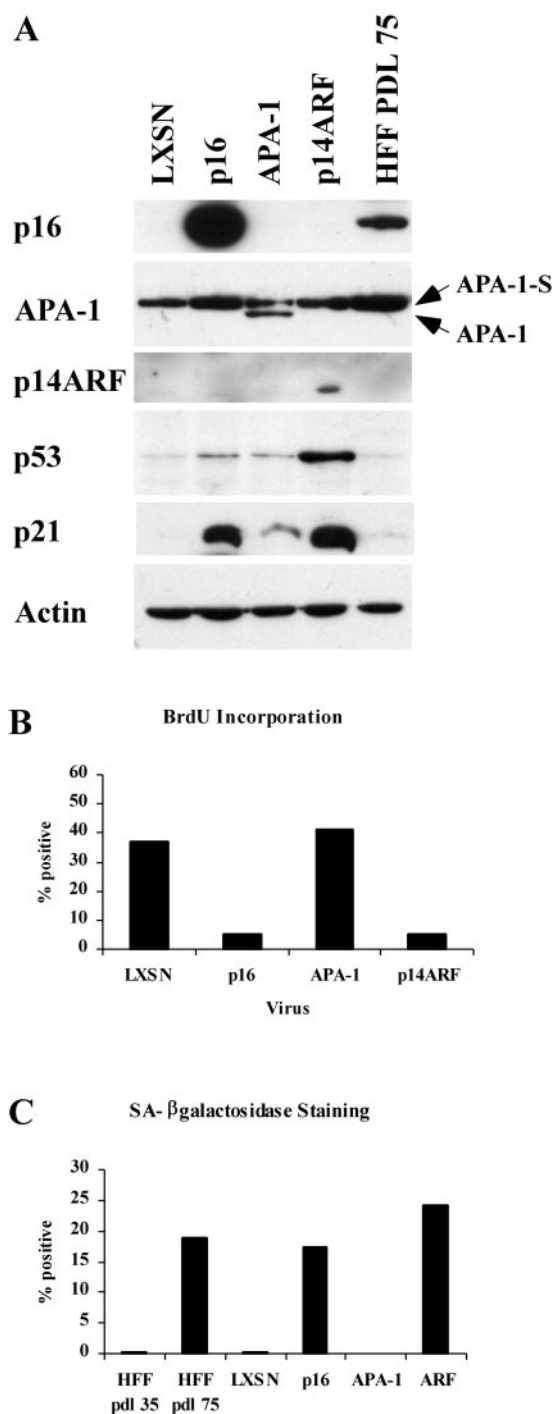 A
LXSN
p16
APA-1
p14ARF
HFF PDL 75
p16
APA-1
APA-1-S
APA-1
p14ARF
p53
p21
Actin
B
BrdU Incorporation
% positive
60
50
40
30
20
10
0
LXSN p16 APA-1 p14ARF
Virus
C
SA- βgalactosidase Staining
% positive
30
25
20
15
10
5
0
HFF HFF LXSN p16 APA-1 ARF
pdl 35 pdl 75